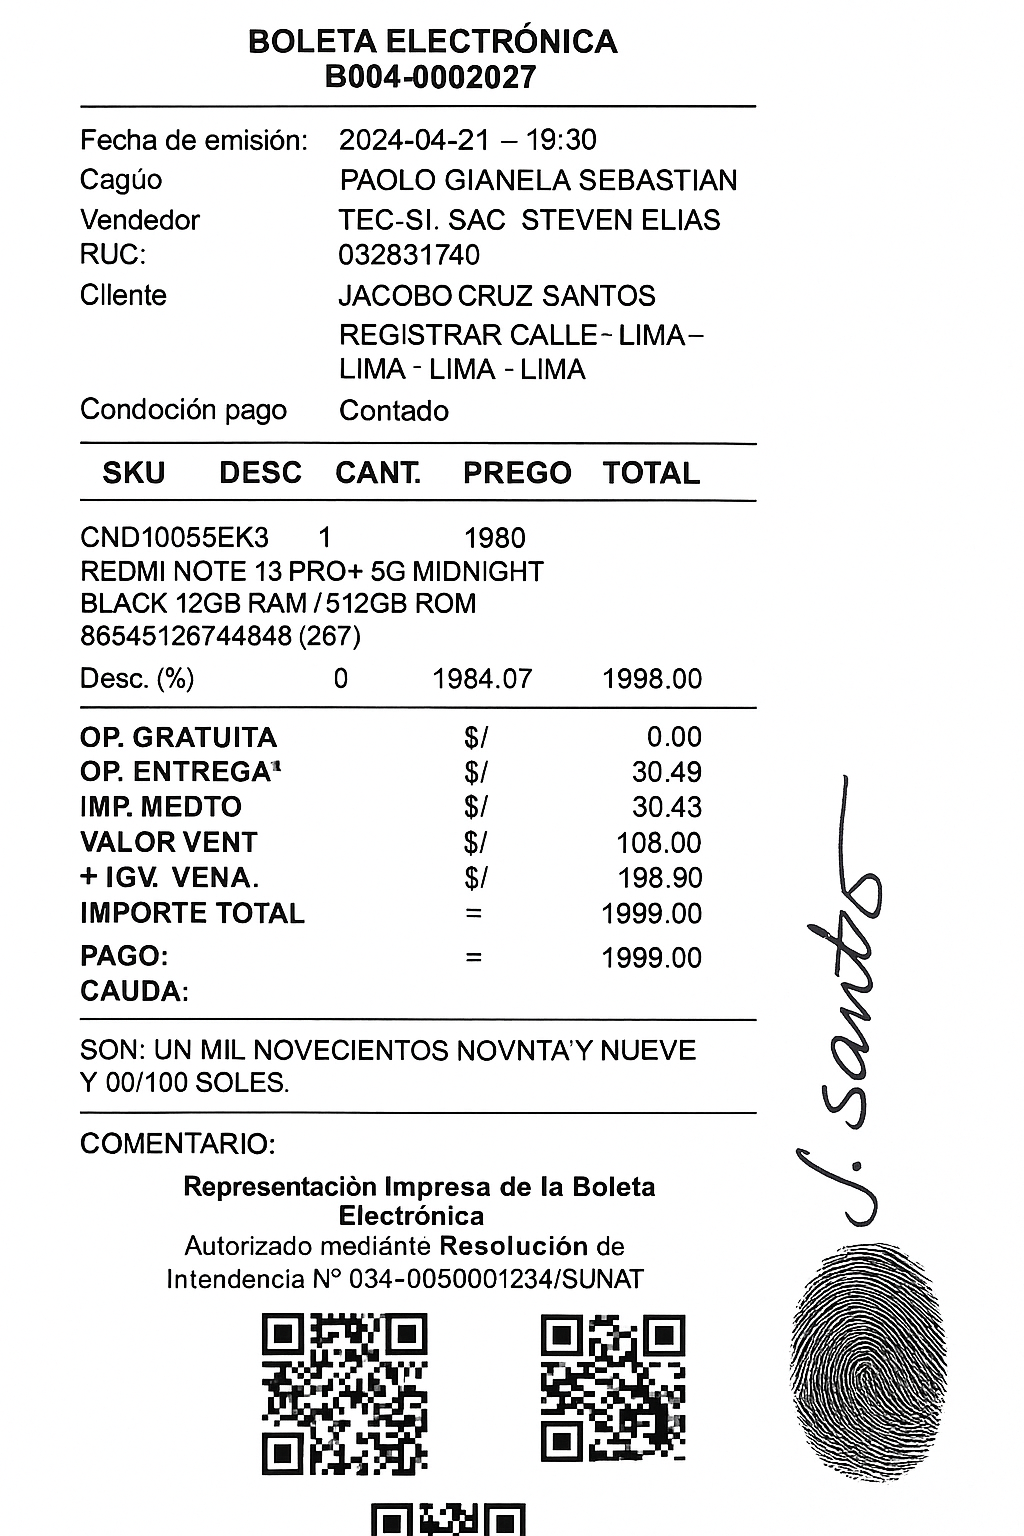 BOLETA ELECTRÓNICA
B004-0002027
Fecha de emisión: 2024-04-21 – 19:30
Cagúo PAOLO GIANELA SEBASTIAN
Vendedor TEC-SI. SAC STEVEN ELIAS
RUC: 032831740
Cllente JACOBO CRUZ SANTOS
REGISTRAR CALLE~LIMA–
LIMA - LIMA - LIMA
Condoción pago Contado
SKU DESC CANT. PREGO TOTAL
CND10055EK3 1 1980
REDMI NOTE 13 PRO+ 5G MIDNIGHT
BLACK 12GB RAM / 512GB ROM
86545126744848 (267)
Desc. (%) 0 1984.07 1998.00
OP. GRATUITA $/ 0.00
OP. ENTREGA¹ $/ 30.49
IMP. MEDTO $/ 30.43
VALOR VENT $/ 108.00
+ IGV. VENA. $/ 198.90
IMPORTE TOTAL = 1999.00
PAGO: = 1999.00
CAUDA:
SON: UN MIL NOVECIENTOS NOVNTA'Y NUEVE
Y 00/100 SOLES.
COMENTARIO:
Representaciòn Impresa de la Boleta
Electrónica
Autorizado mediánte Resolución de
Intendencia N° 034-0050001234/SUNAT
J. Santos